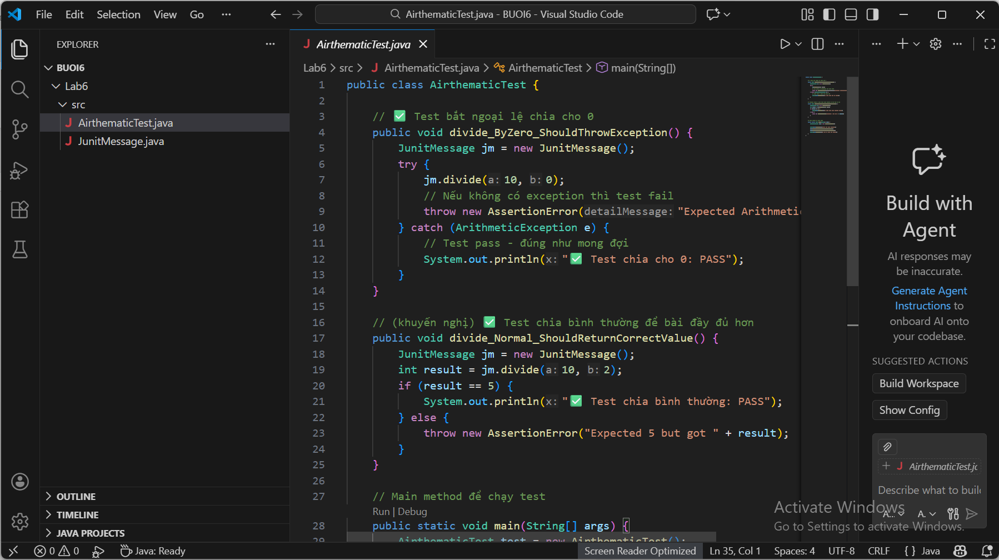 File Edit Selection View Go ···
AirthematicTest.java - BUOI6 - Visual Studio Code
EXPLORER
BUOI6
Lab6
src
AirthematicTest.java
JunitMessage.java
OUTLINE
TIMELINE
JAVA PROJECTS
AirthematicTest.java
Lab6 > src > AirthematicTest.java > AirthematicTest > main(String[])
1 public class AirthematicTest {
2
3 // ✅ Test bắt ngoại lệ chia cho 0
4 public void divide_ByZero_ShouldThrowException() {
5 JunitMessage jm = new JunitMessage();
6 try {
7 jm.divide(a: 10, b: 0);
8 // Nếu không có exception thì test fail
9 throw new AssertionError(detailMessage: "Expected Arithmetic
10 } catch (ArithmeticException e) {
11 // Test pass - đúng như mong đợi
12 System.out.println(x: "✅ Test chia cho 0: PASS");
13 }
14 }
15
16 // (khuyến nghị) ✅ Test chia bình thường để bài đầy đủ hơn
17 public void divide_Normal_ShouldReturnCorrectValue() {
18 JunitMessage jm = new JunitMessage();
19 int result = jm.divide(a: 10, b: 2);
20 if (result == 5) {
21 System.out.println(x: "✅ Test chia bình thường: PASS");
22 } else {
23 throw new AssertionError("Expected 5 but got " + result);
24 }
25 }
26
27 // Main method để chạy test
Run | Debug
28 public static void main(String[] args) {
29 AirthematicTest test = new AirthematicTest();
Build with
Agent
AI responses may
be inaccurate.
Generate Agent
Instructions to
onboard AI onto
your codebase.
SUGGESTED ACTIONS
Build Workspace
Show Config
AirthematicTest.jc
Describe what to build
A... A.
Activate Windows
Go to Settings to activate Windows.
0 0 Java: Ready
Screen Reader Optimized Ln 35, Col 1 Spaces: 4 UTF-8 CRLF {} Java